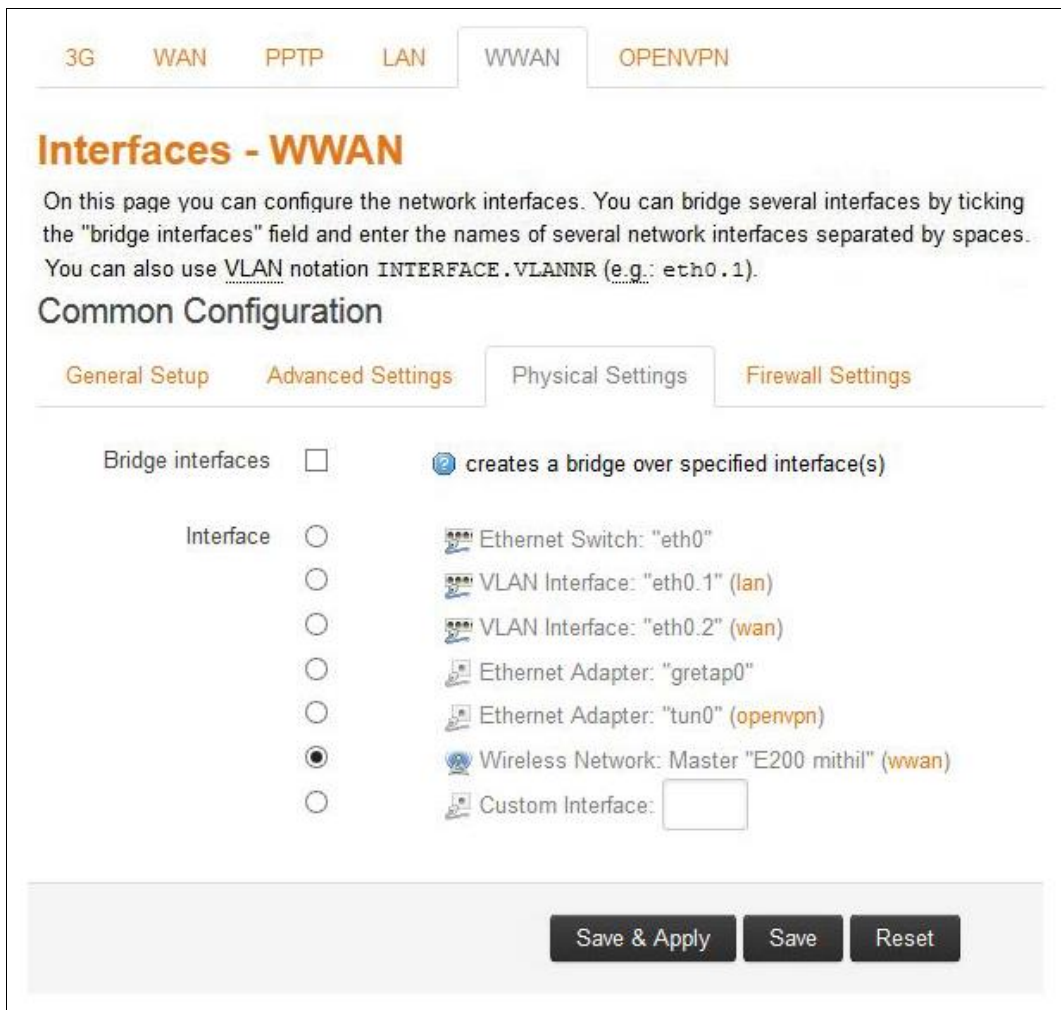 3G WAN PPTP LAN WWAN OPENVPN
Interfaces - WWAN
On this page you can configure the network interfaces. You can bridge several interfaces by ticking
the "bridge interfaces" field and enter the names of several network interfaces separated by spaces.
You can also use VLAN notation INTERFACE.VLANNR (e.g.: eth0.1).
Common Configuration
General Setup Advanced Settings Physical Settings Firewall Settings
Bridge interfaces creates a bridge over specified interface(s)
Interface Ethernet Switch: "eth0"
VLAN Interface: "eth0.1" (lan)
VLAN Interface: "eth0.2" (wan)
Ethernet Adapter: "gretap0"
Ethernet Adapter: "tun0" (openvpn)
Wireless Network: Master "E200 mithil" (wwan)
Custom Interface:
Save & Apply Save Reset